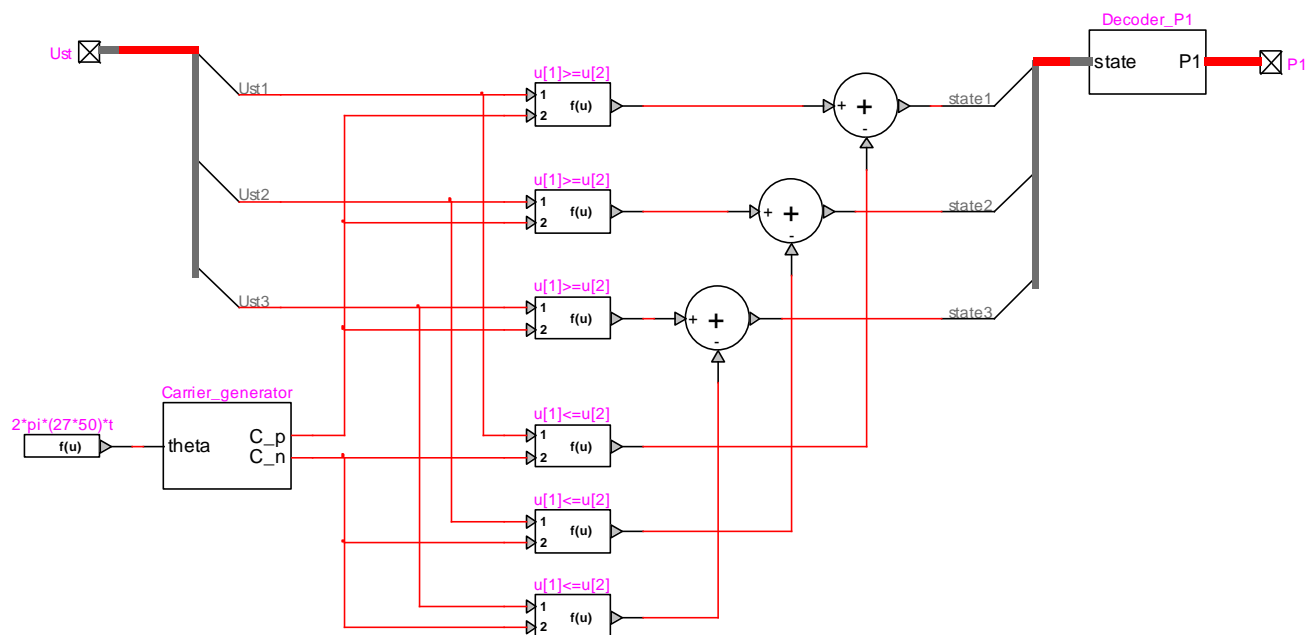 Decoder_P1
Ust
state
P1
P1
Ust1
u[1]>=u[2]
1
2
f(u)
+
+
-
state1
Ust2
u[1]>=u[2]
1
2
f(u)
+
+
-
state2
Ust3
u[1]>=u[2]
1
2
f(u)
+
+
-
state3
Carrier_generator
2*pi*(27*50)*t
f(u)
theta
C_p
C_n
u[1]<=u[2]
1
2
f(u)
u[1]<=u[2]
1
2
f(u)
u[1]<=u[2]
1
2
f(u)